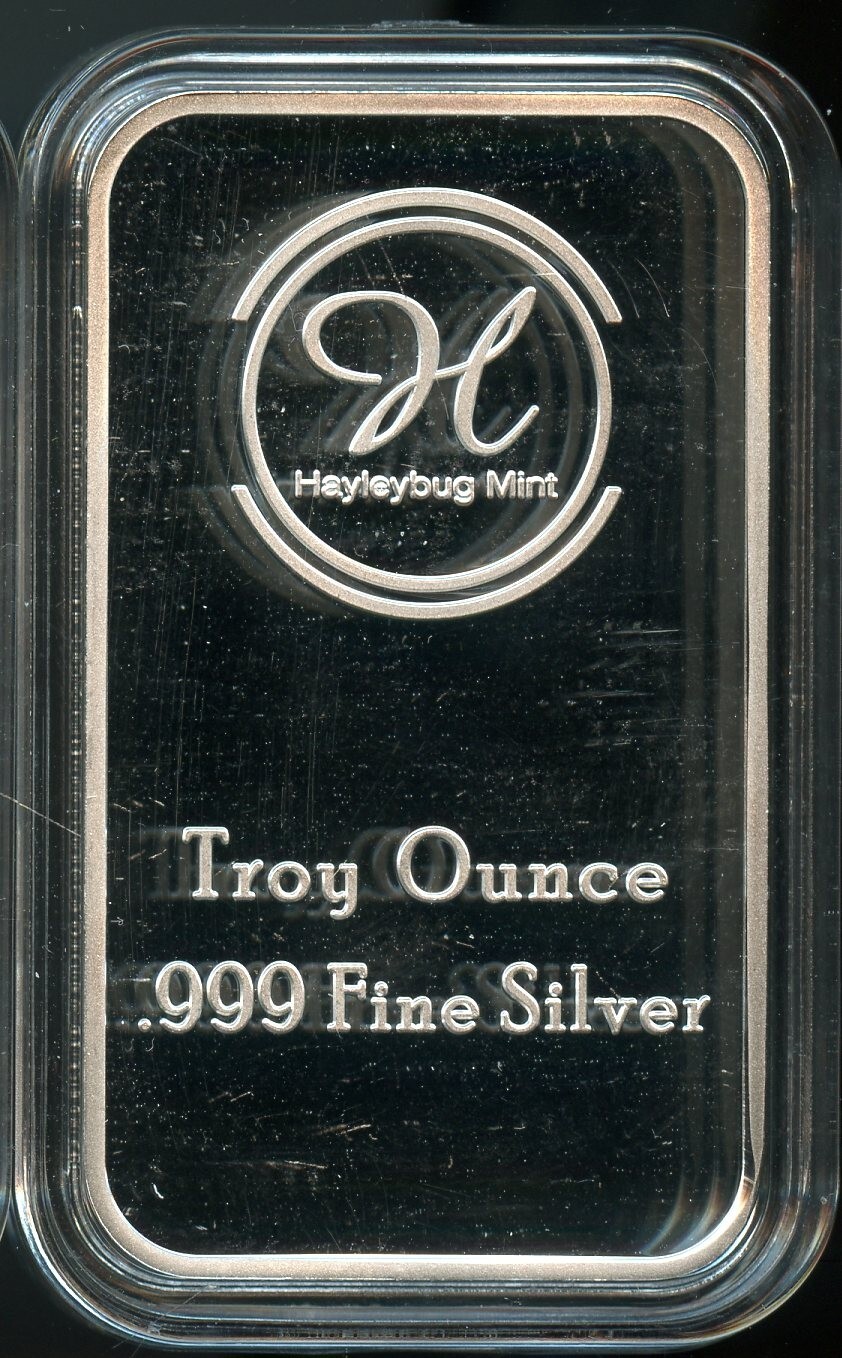 H
Hayleybug Mint
Troy Ounce
.999 Fine Silver